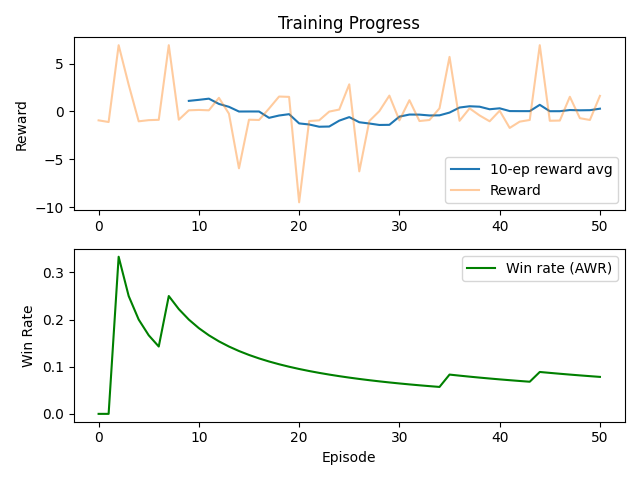 Training Progress
Reward
5
0
−5
−10
10-ep reward avg
Reward
0 10 20 30 40 50
Win Rate
0.3
0.2
0.1
0.0
Win rate (AWR)
0 10 20 30 40 50
Episode